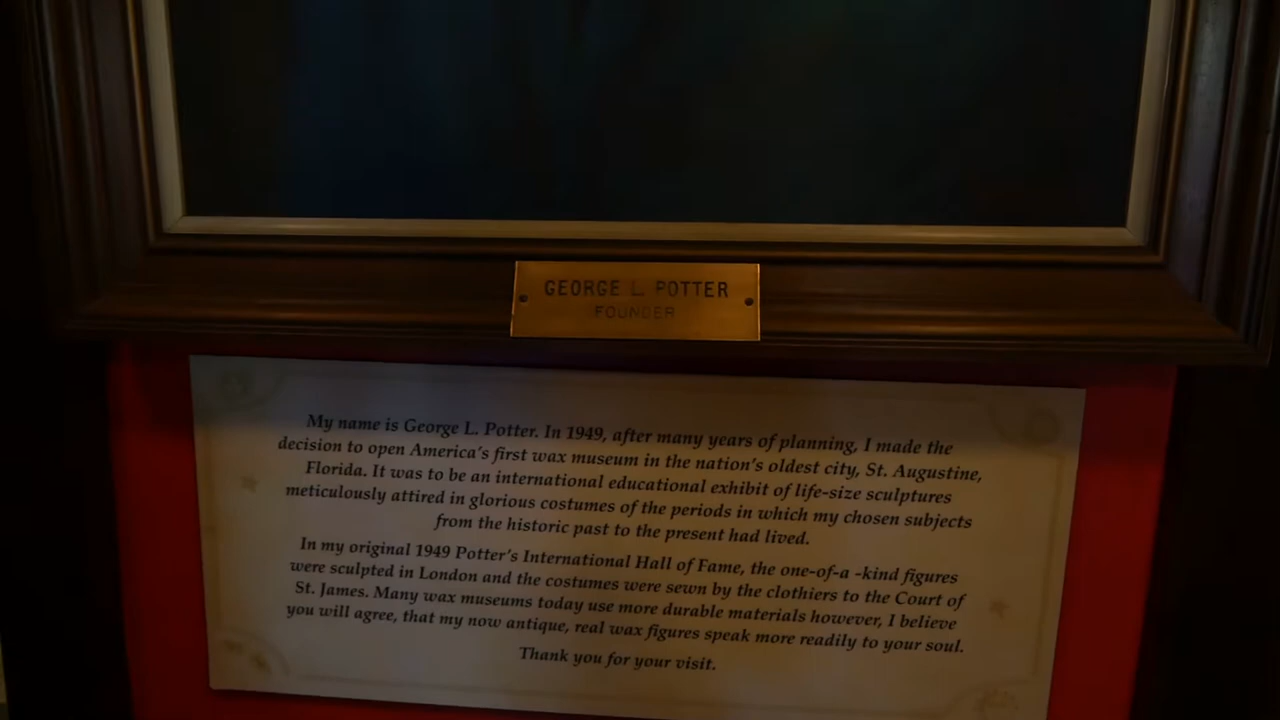 GEORGE L. POTTER
FOUNDER
My name is George L. Potter. In 1949, after many years of planning, I made the
decision to open America's first wax museum in the nation's oldest city, St. Augustine,
Florida. It was to be an international educational exhibit of life-size sculptures
meticulously attired in glorious costumes of the periods in which my chosen subjects
from the historic past to the present had lived.
In my original 1949 Potter's International Hall of Fame, the one-of-a -kind figures
were sculpted in London and the costumes were sewn by the clothiers to the Court of
St. James. Many wax museums today use more durable materials however, I believe
you will agree, that my now antique, real wax figures speak more readily to your soul.
Thank you for your visit.